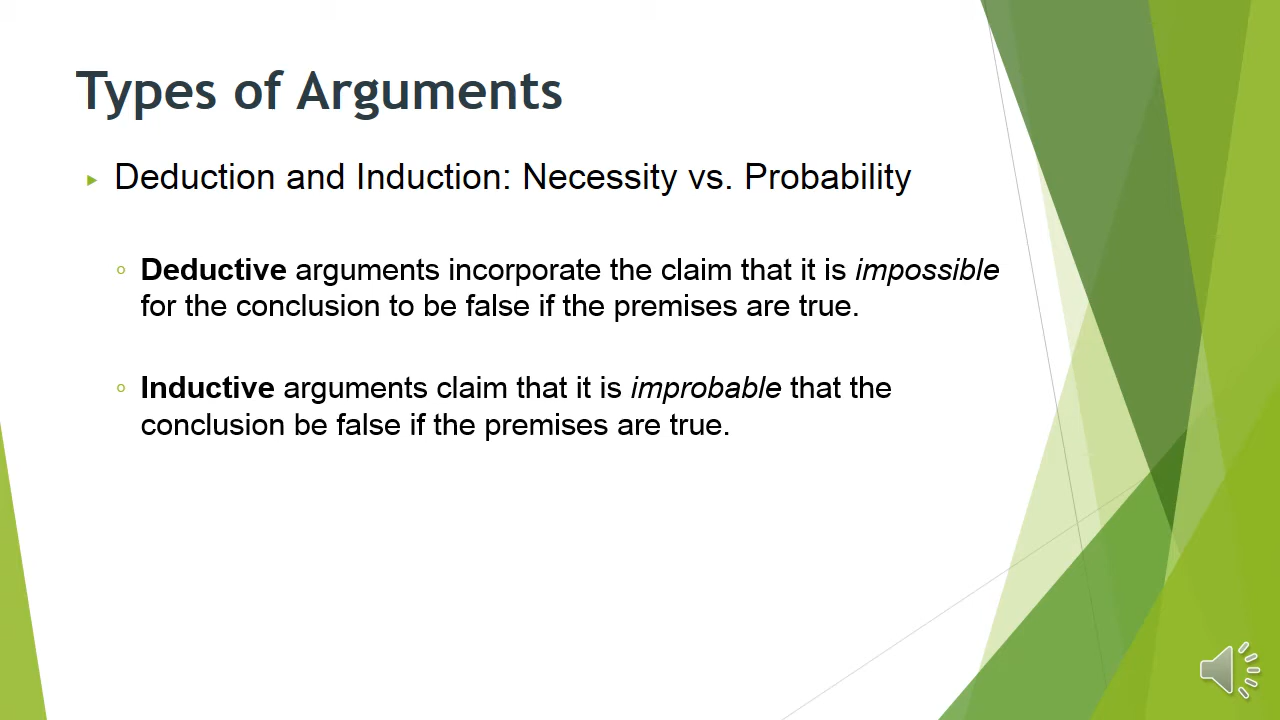 Types of Arguments
Deduction and Induction: Necessity vs. Probability
Deductive arguments incorporate the claim that it is impossible
for the conclusion to be false if the premises are true.
Inductive arguments claim that it is improbable that the
conclusion be false if the premises are true.